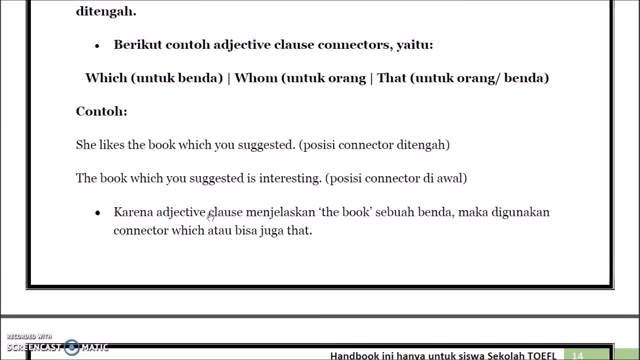 ditengah.
• Berikut contoh adjective clause connectors, yaitu:
Which (untuk benda) | Whom (untuk orang | That (untuk orang/ benda)
Contoh:
She likes the book which you suggested. (posisi connector ditengah)
The book which you suggested is interesting. (posisi connector di awal)
• Karena adjective clause menjelaskan ‘the book’ sebuah benda, maka digunakan
connector which atau bisa juga that.
RECORDED WITH
SCREENCAST MATIC
Handbook ini hanya untuk siswa Sekolah TOEFL 14